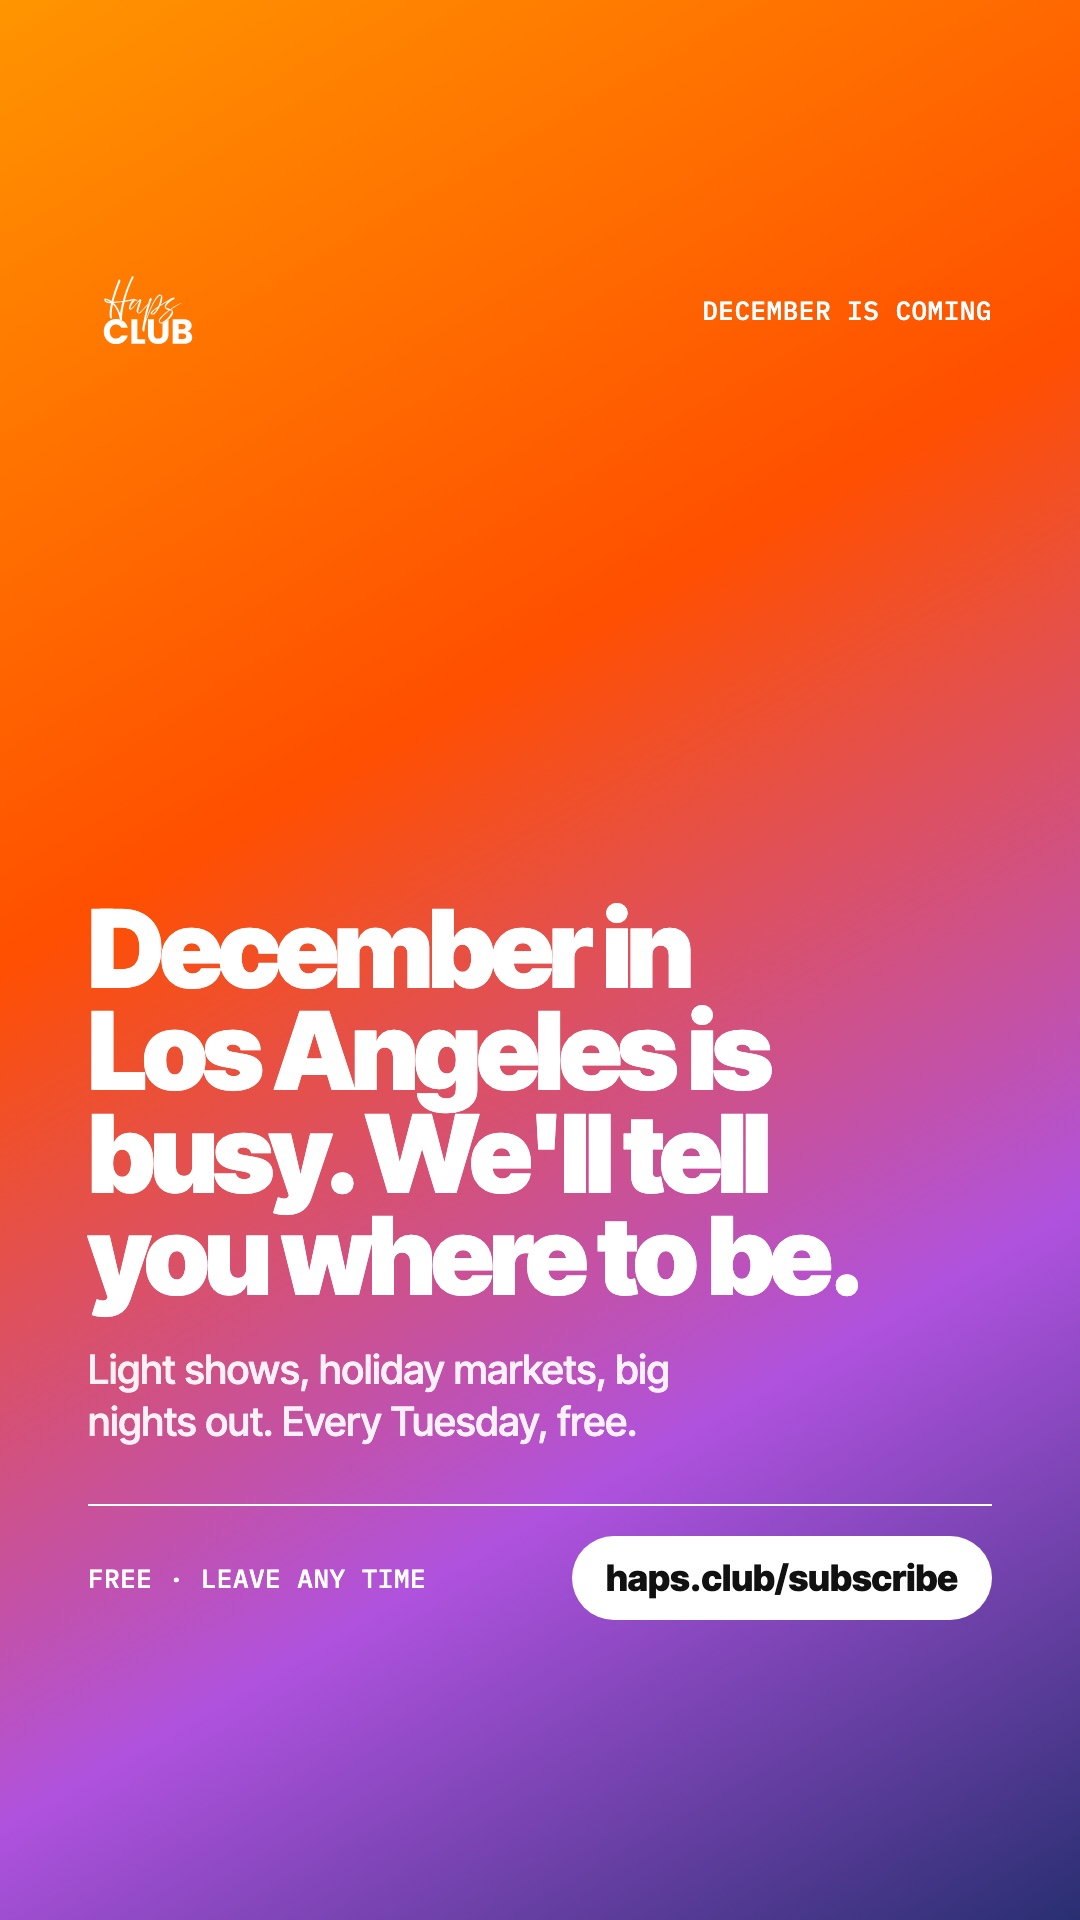 Haps
CLUB
DECEMBER IS COMING
December in
Los Angeles is
busy. We'll tell
you where to be.
Light shows, holiday markets, big
nights out. Every Tuesday, free.
FREE · LEAVE ANY TIME
haps.club/subscribe